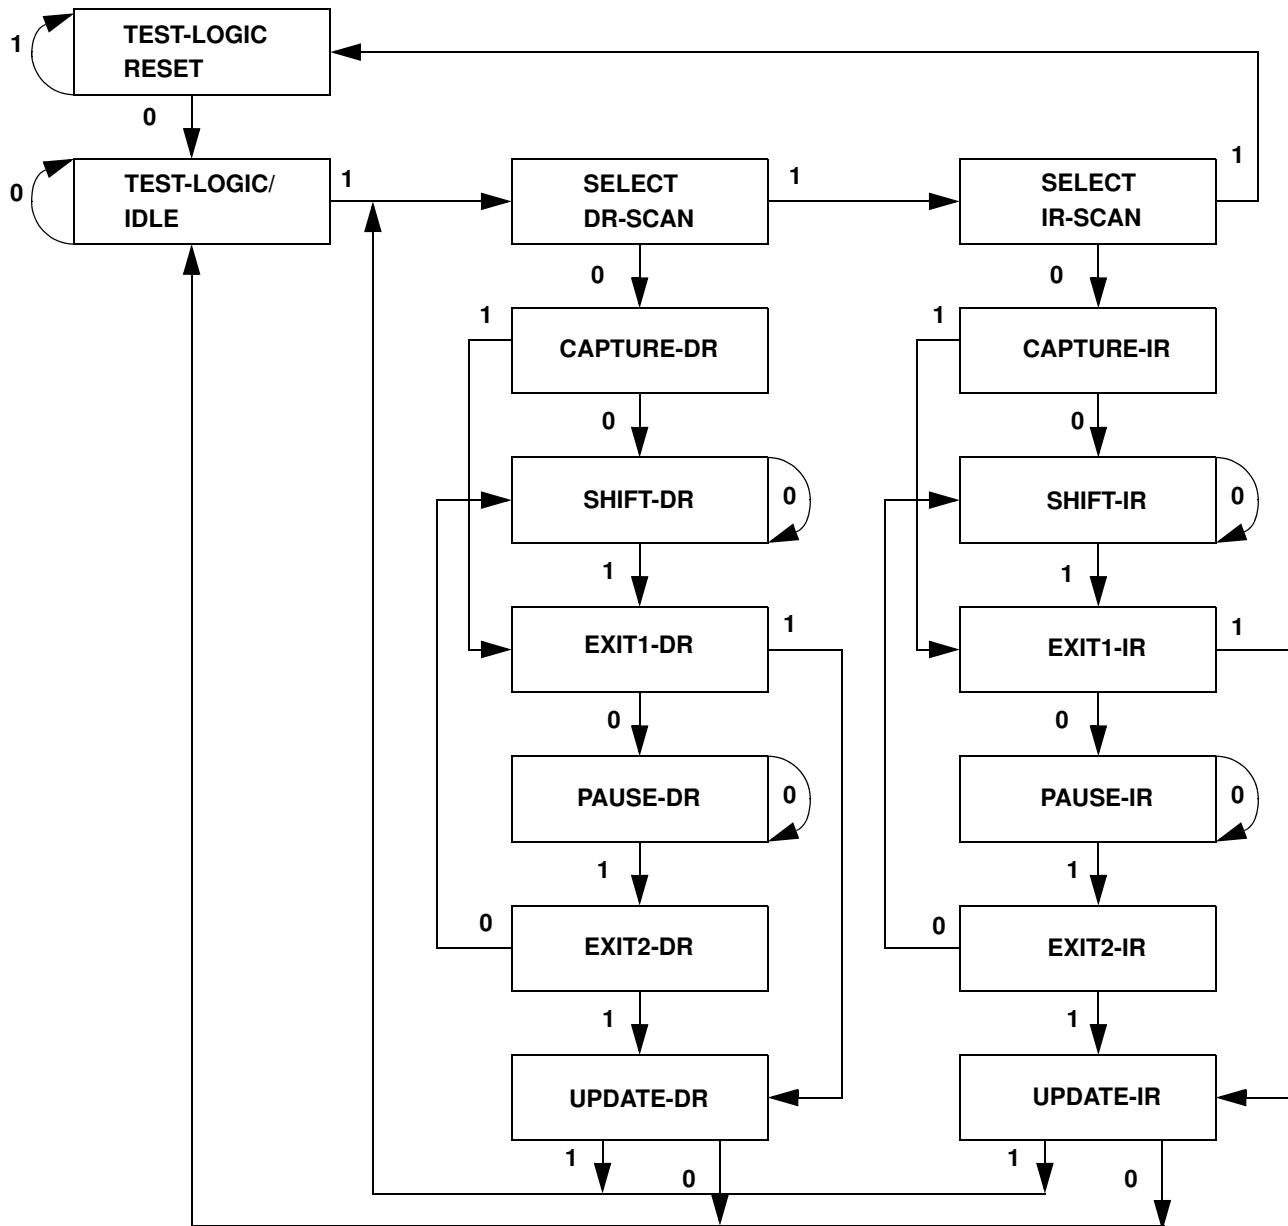 TEST-LOGIC
RESET
1
0
TEST-LOGIC/
IDLE
0
1
SELECT
DR-SCAN
1
SELECT
IR-SCAN
1
0
0
1
CAPTURE-DR
1
CAPTURE-IR
0
0
SHIFT-DR
0
SHIFT-IR
0
1
1
EXIT1-DR
1
EXIT1-IR
1
0
0
PAUSE-DR
0
PAUSE-IR
0
1
1
0
EXIT2-DR
0
EXIT2-IR
1
1
UPDATE-DR
UPDATE-IR
1
0
1
0